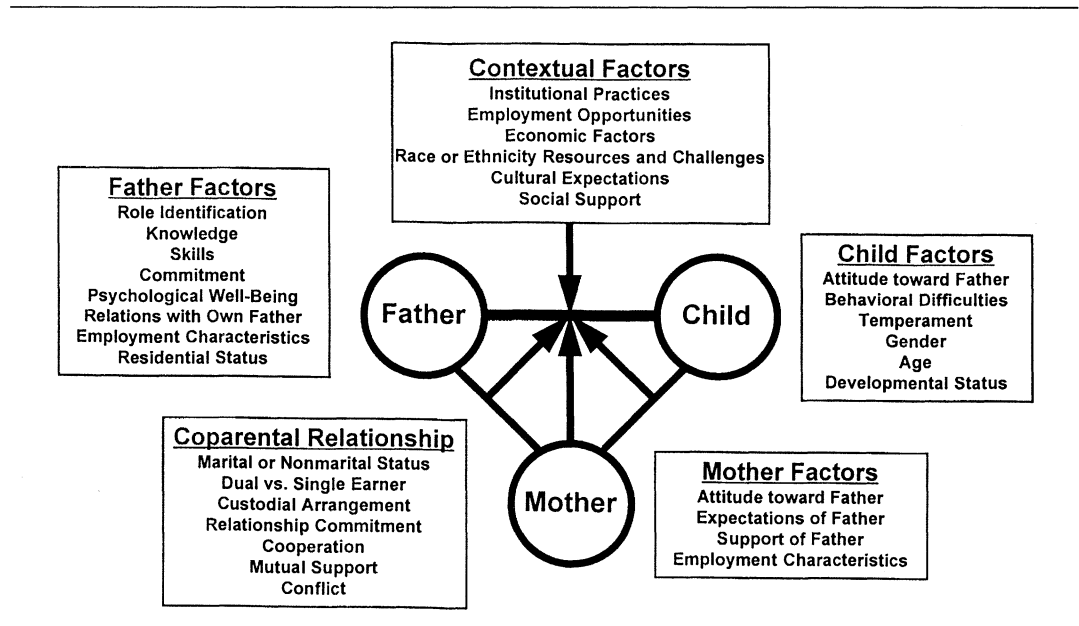 Contextual Factors
Institutional Practices
Employment Opportunities
Economic Factors
Race or Ethnicity Resources and Challenges
Cultural Expectations
Social Support
Father Factors
Role Identification
Knowledge
Skills
Commitment
Psychological Well-Being
Relations with Own Father
Employment Characteristics
Residential Status
Father
Child
Child Factors
Attitude toward Father
Behavioral Difficulties
Temperament
Gender
Age
Developmental Status
Coparental Relationship
Marital or Nonmarital Status
Dual vs. Single Earner
Custodial Arrangement
Relationship Commitment
Cooperation
Mutual Support
Conflict
Mother
Mother Factors
Attitude toward Father
Expectations of Father
Support of Father
Employment Characteristics